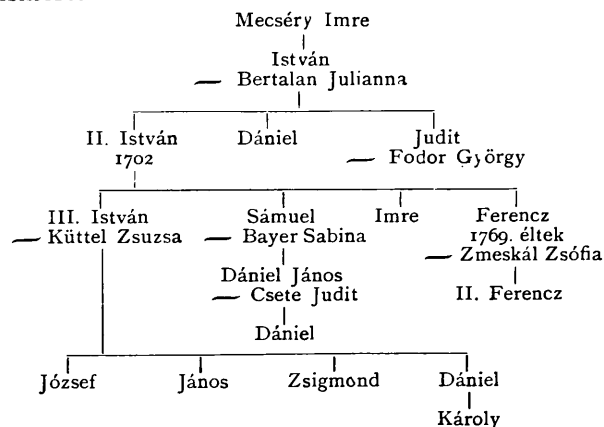 Mecséry Imre
István
— Bertalan Julianna
II. István Dániel Judit
1702 — Fodor György
III. István Sámuel Imre Ferencz
— Küttel Zsuzsa — Bayer Sabina 1769. éltek
— Zmeskál Zsófia
Dániel János II. Ferencz
— Csete Judit
Dániel
József János Zsigmond Dániel
Károly